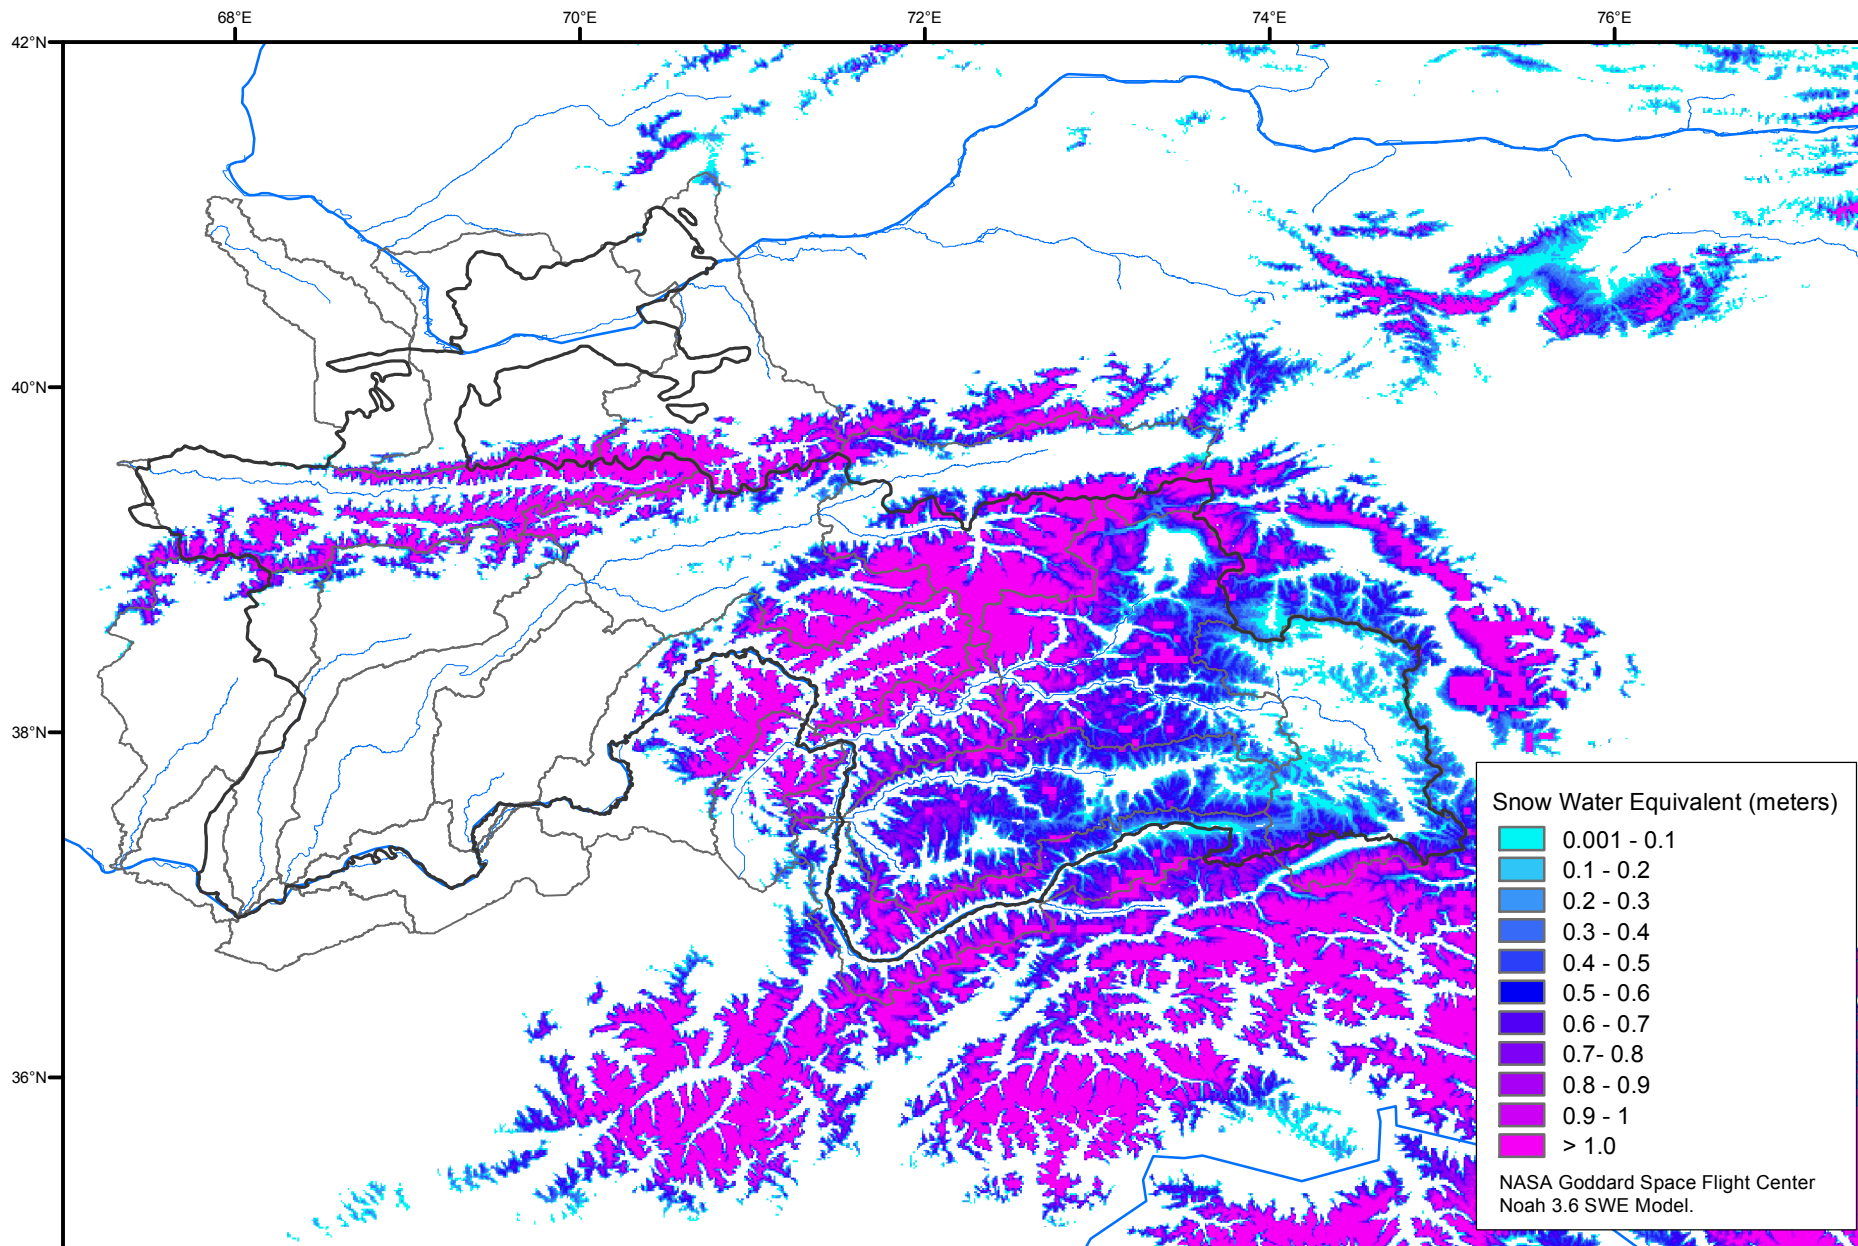 68°E
70°E
72°E
74°E
76°E
42°N
40°N
38°N
36°N
Snow Water Equivalent (meters)
0.001 - 0.1
0.1 - 0.2
0.2 - 0.3
0.3 - 0.4
0.4 - 0.5
0.5 - 0.6
0.6 - 0.7
0.7- 0.8
0.8 - 0.9
0.9 - 1
> 1.0
NASA Goddard Space Flight Center
Noah 3.6 SWE Model.